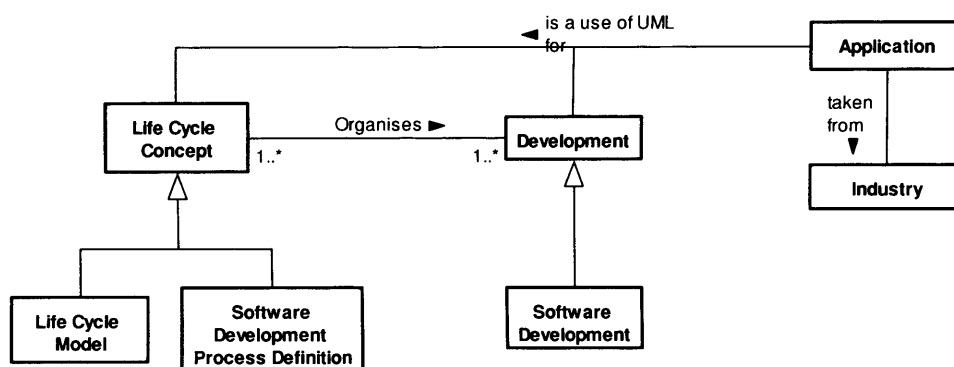 is a use of UML
for
Application
Life Cycle
Concept
Organises
1..*
1..*
Development
taken
from
Industry
Life Cycle
Model
Software
Development
Process Definition
Software
Development